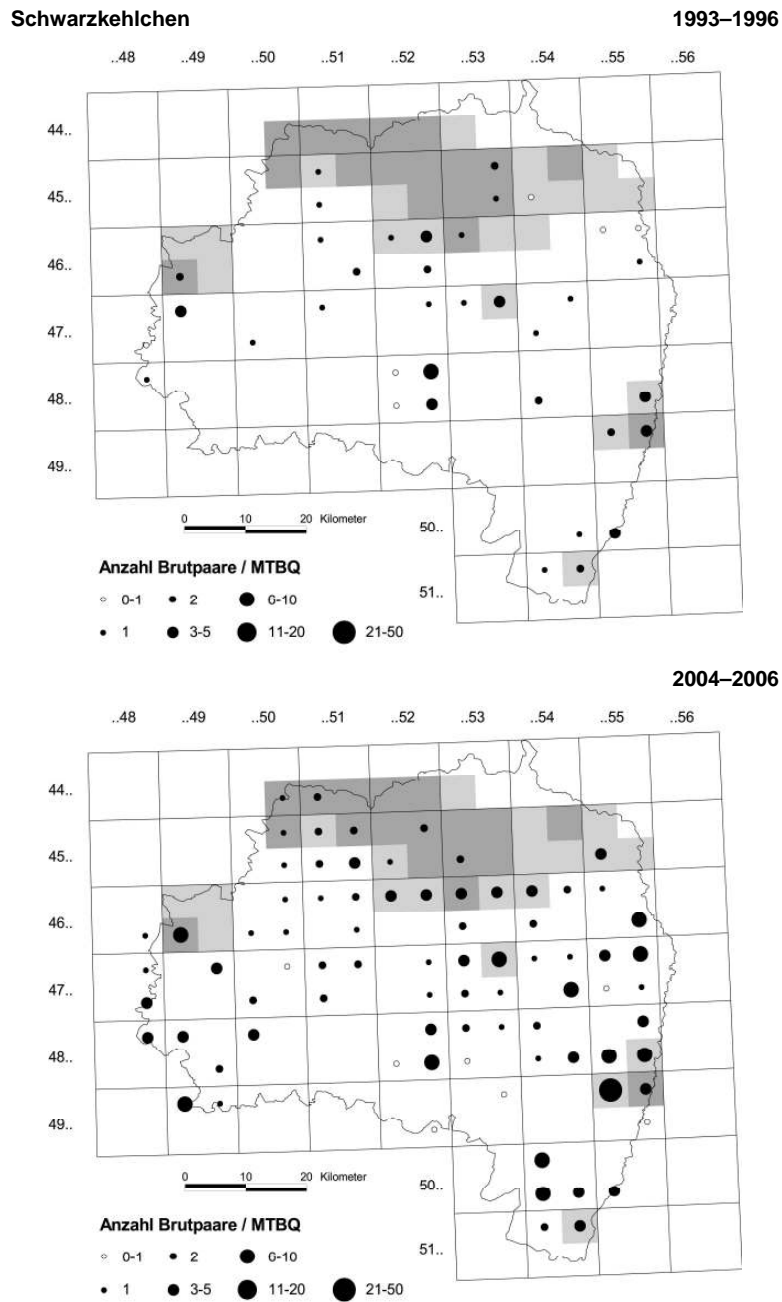 Schwarzkehlchen 1993–1996
..48 ..49 ..50 ..51 ..52 ..53 ..54 ..55 ..56
44..
45..
46..
47..
48..
49..
50..
51..
0 10 20 Kilometer
Anzahl Brutpaare / MTBQ
0-1 2 6-10
1 3-5 11-20 21-50
2004–2006
..48 ..49 ..50 ..51 ..52 ..53 ..54 ..55 ..56
44..
45..
46..
47..
48..
49..
50..
51..
0 10 20 Kilometer
Anzahl Brutpaare / MTBQ
0-1 2 6-10
1 3-5 11-20 21-50